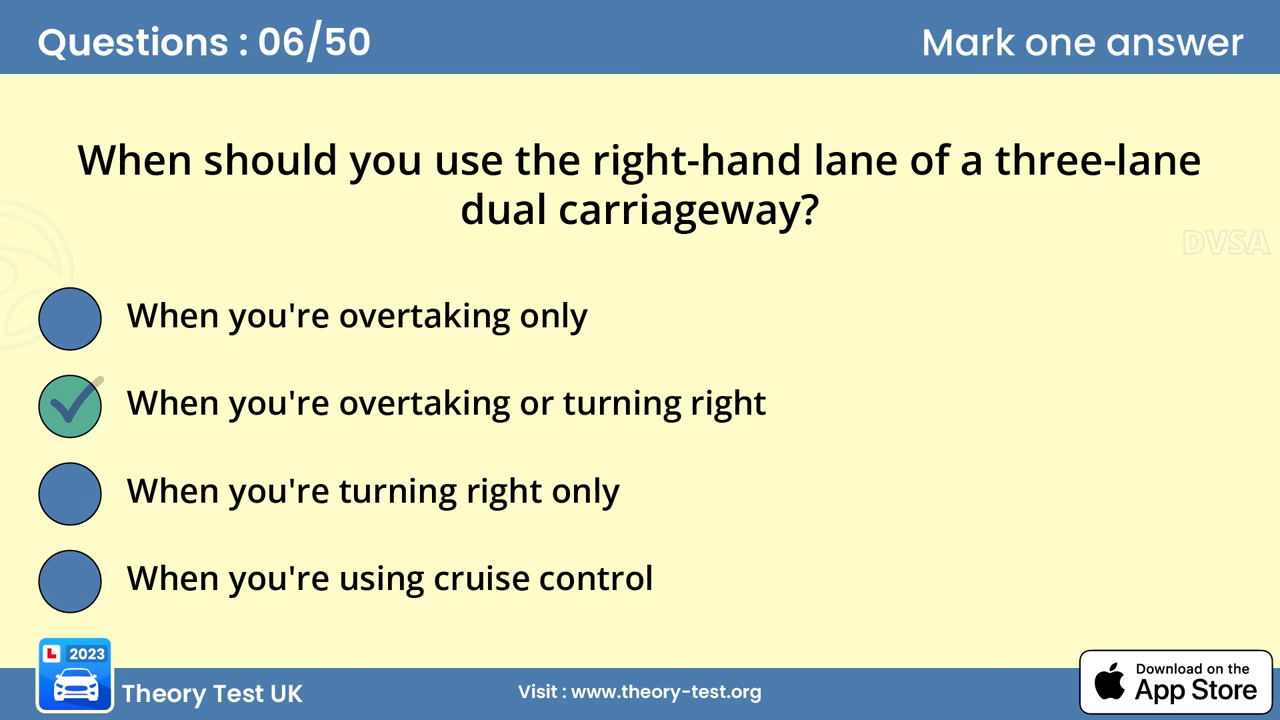 Questions : 06/50
Mark one answer
When should you use the right-hand lane of a three-lane
dual carriageway?
DVSA
When you're overtaking only
When you're overtaking or turning right
When you're turning right only
When you're using cruise control
L 2023
Theory Test UK
Visit : www.theory-test.org
Download on the
App Store